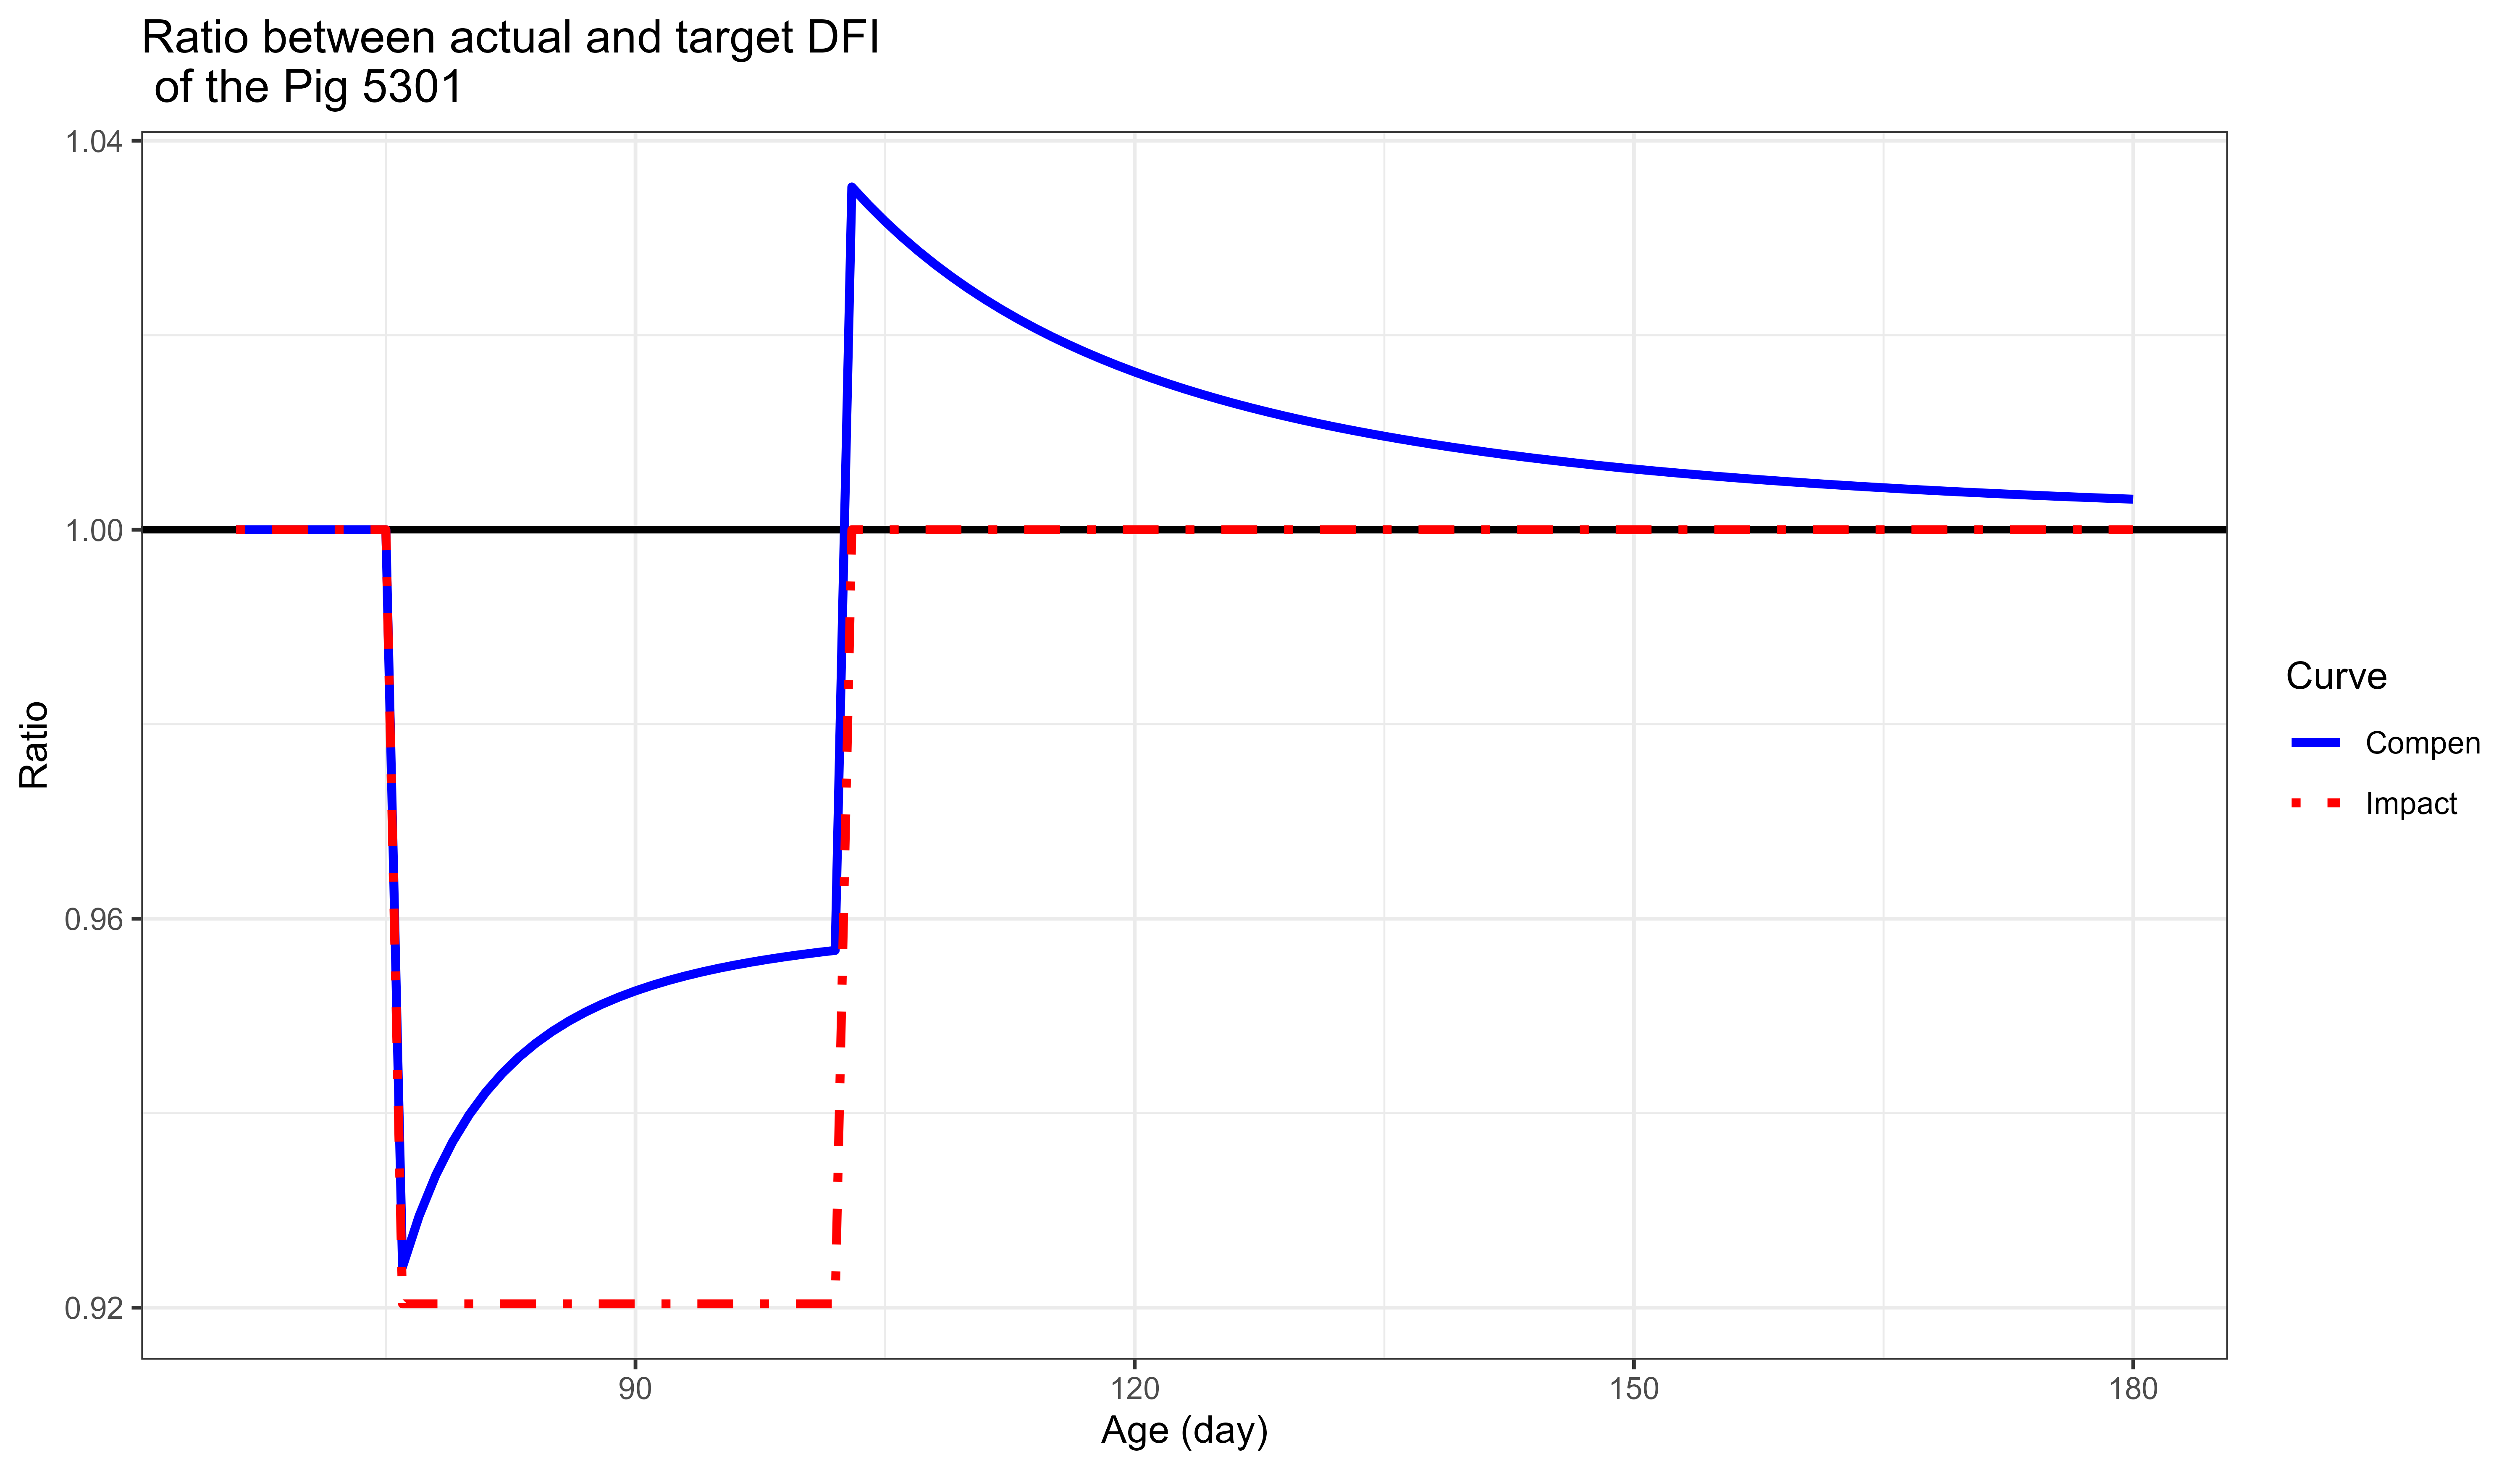 Ratio between actual and target DFI
of the Pig 5301
1.04
1.00
0.96
0.92
Ratio
90
120
150
180
Age (day)
Curve
Compen
Impact